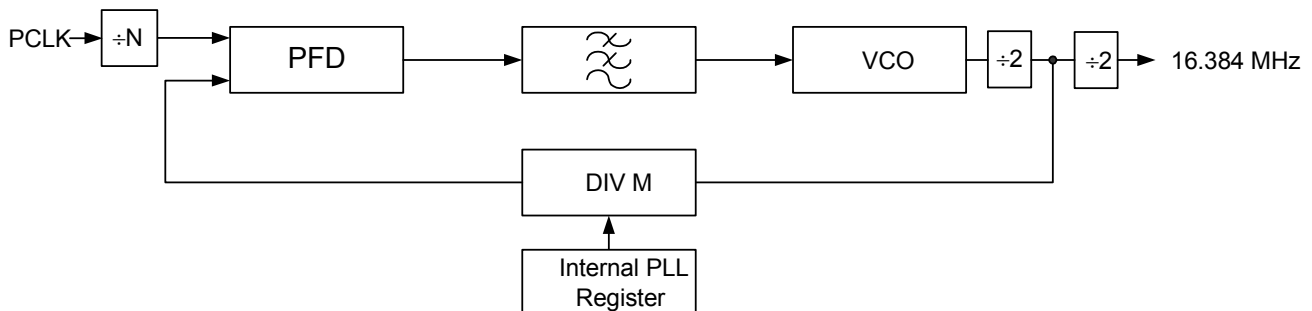 PCLK
÷N
PFD
VCO
÷2
÷2
16.384 MHz
DIV M
Internal PLL
Register